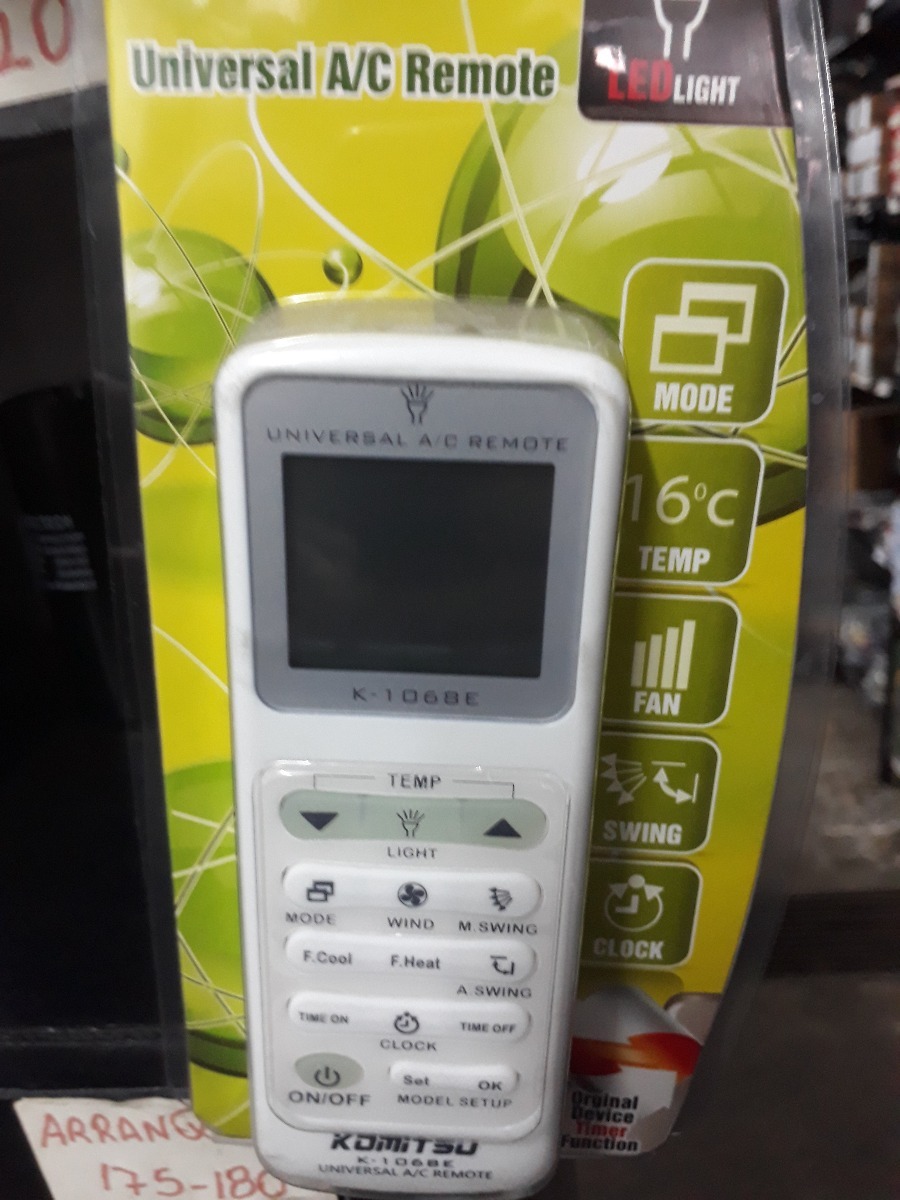 20
Universal A/C Remote
LED LIGHT
UNIVERSAL A/C REMOTE
K-1068E
MODE
16°C
TEMP
FAN
SWING
CLOCK
TEMP
LIGHT
MODE WIND M.SWING
F.Cool F.Heat
A.SWING
TIME ON TIME OFF
CLOCK
Set OK
ON/OFF MODEL SETUP
KOMITSU
K-1068E
UNIVERSAL A/C REMOTE
Orginal
Device
Timer
Function
175-180